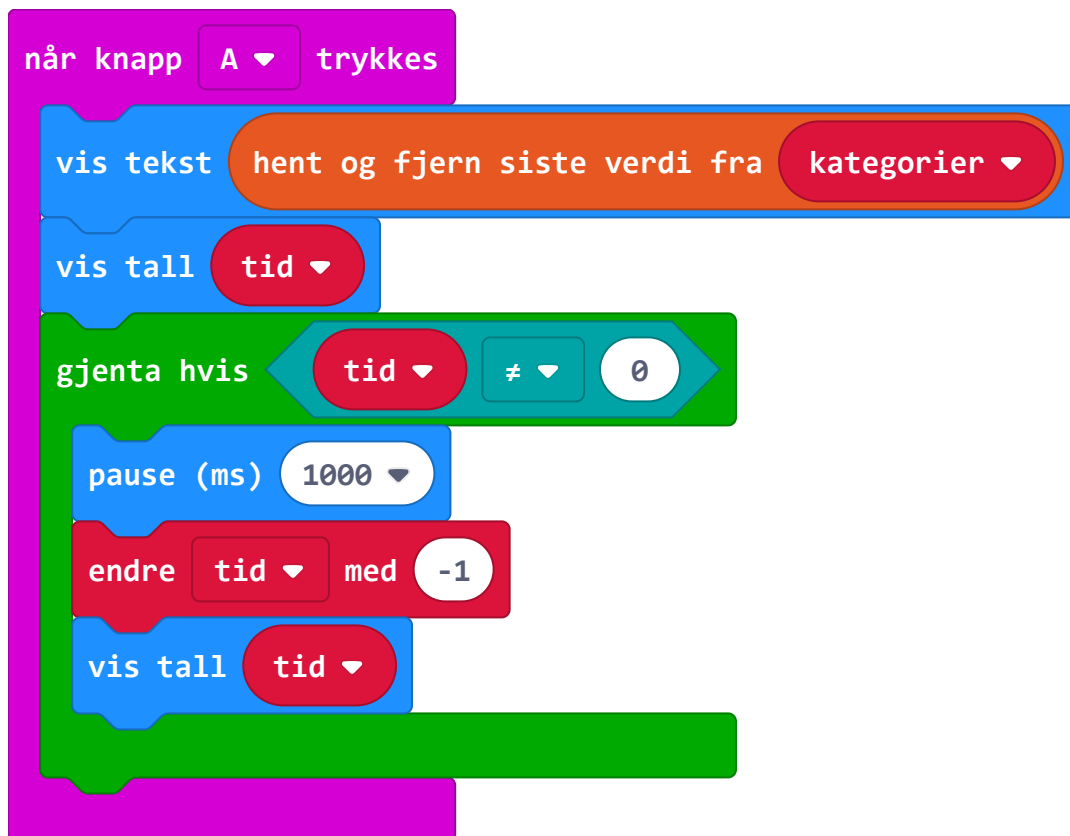 når knapp A trykkes
vis tekst hent og fjern siste verdi fra kategorier
vis tall tid
gjenta hvis tid ≠ 0
pause (ms) 1000
endre tid med -1
vis tall tid